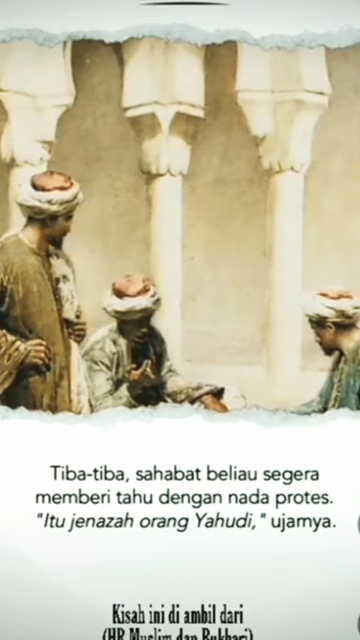 Tiba-tiba, sahabat beliau segera
memberi tahu dengan nada protes.
"Itu jenazah orang Yahudi," ujarnya.
Kisah ini di ambil dari
(HR Muslim dan Bukhari)